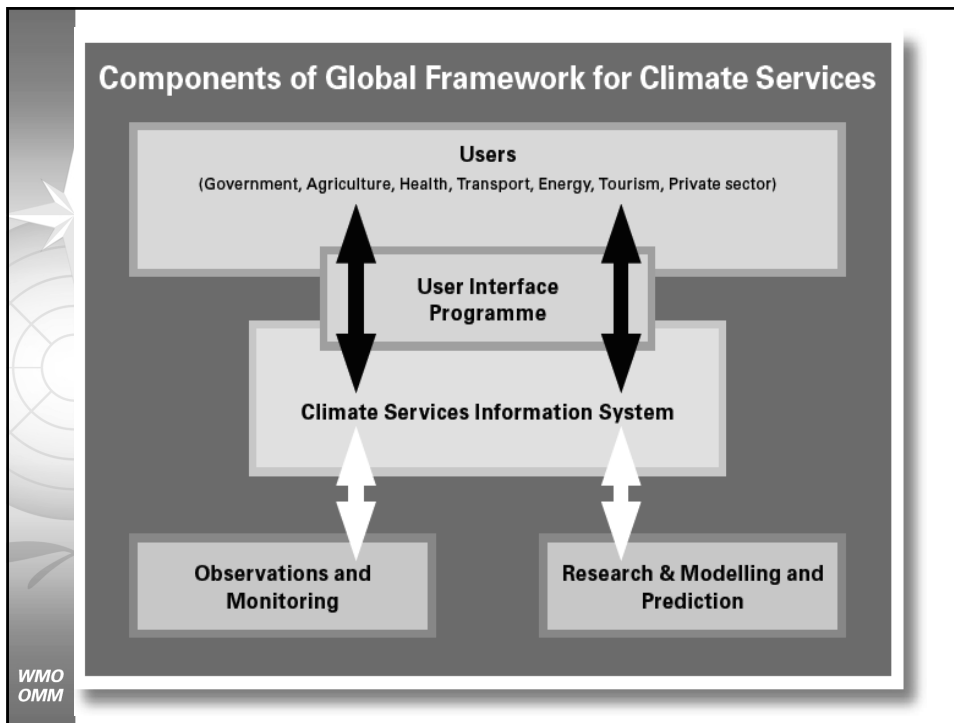 Components of Global Framework for Climate Services
Users
(Government, Agriculture, Health, Transport, Energy, Tourism, Private sector)
User Interface
Programme
Climate Services Information System
Observations and
Monitoring
Research & Modelling and
Prediction
WMO
OMM